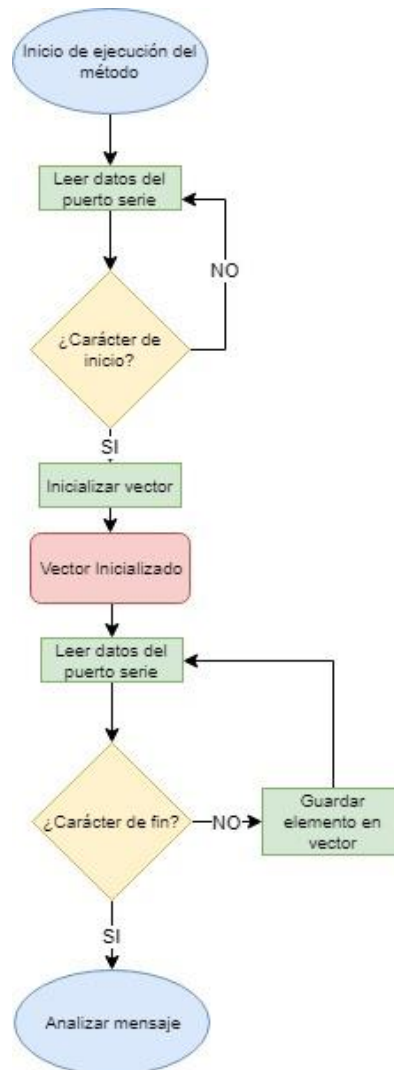 Inicio de ejecución del
método
Leer datos del
puerto serie
NO
¿Carácter de
inicio?
SI
Inicializar vector
Vector Inicializado
Leer datos del
puerto serie
¿Carácter de fin?
NO
Guardar
elemento en
vector
SI
Analizar mensaje